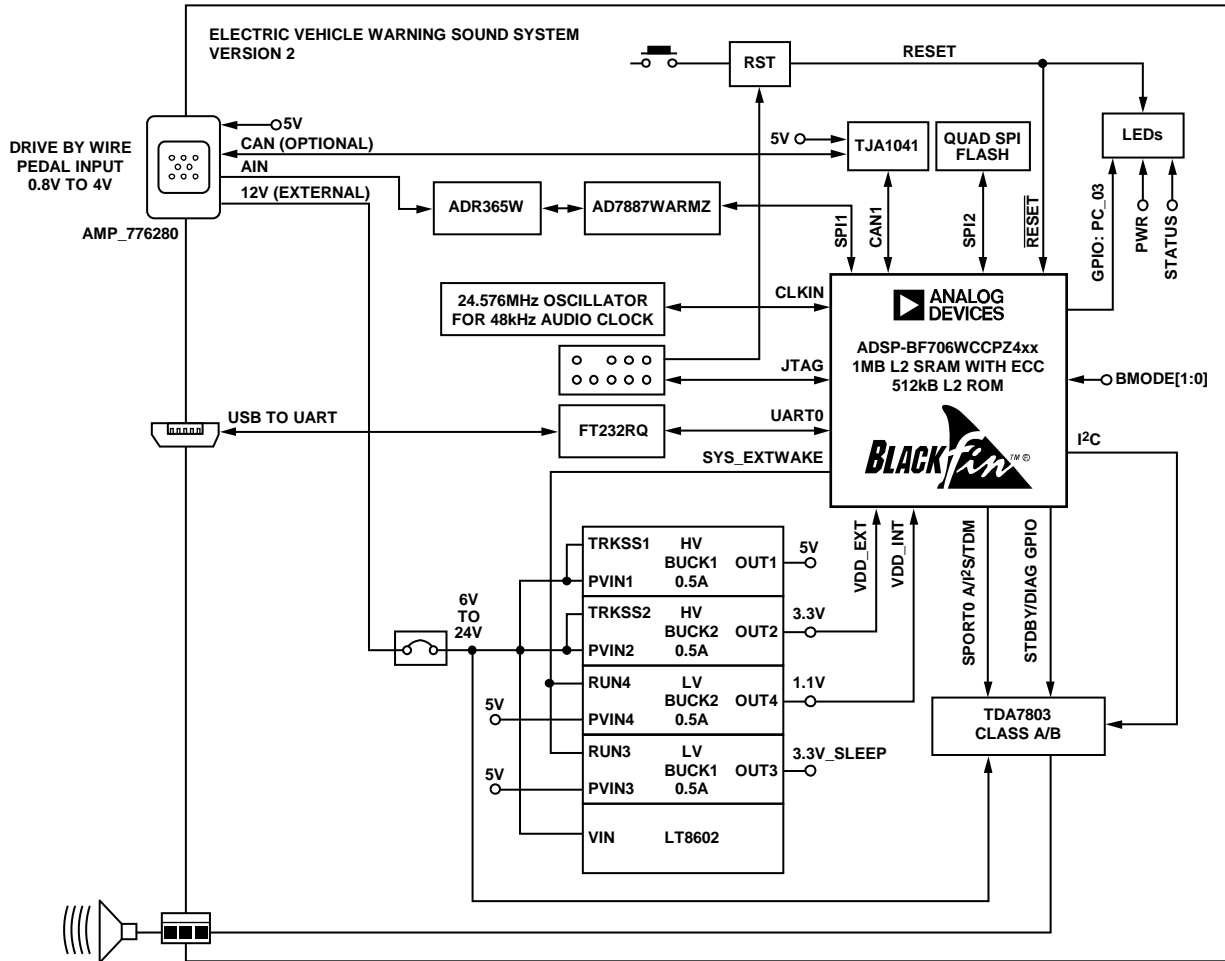 ELECTRIC VEHICLE WARNING SOUND SYSTEM
VERSION 2
RST
RESET
5V
CAN (OPTIONAL)
AIN
12V (EXTERNAL)
DRIVE BY WIRE
PEDAL INPUT
0.8V TO 4V
AMP_776280
5V
TJA1041
QUAD SPI
FLASH
LEDs
ADR365W
AD7887WARMZ
SPI1
CAN1
SPI2
RESET
GPIO: PC_03
PWR
STATUS
24.576MHz OSCILLATOR
FOR 48kHz AUDIO CLOCK
CLKIN
ANALOG
DEVICES
ADSP-BF706WCCPZ4xx
1MB L2 SRAM WITH ECC
512kB L2 ROM
BLACKfin™®
JTAG
BMODE[1:0]
USB TO UART
FT232RQ
UART0
I²C
SYS_EXTWAKE
TRKSS1
HV
BUCK1
0.5A
PVIN1
OUT1
5V
VDD_EXT
VDD_INT
SPORT0 A/I²S/TDM
STDBY/DIAG GPIO
6V
TO
24V
TRKSS2
HV
BUCK2
0.5A
PVIN2
OUT2
3.3V
RUN4
LV
BUCK2
0.5A
5V
PVIN4
OUT4
1.1V
RUN3
LV
BUCK1
0.5A
5V
PVIN3
OUT3
3.3V_SLEEP
VIN
LT8602
TDA7803
CLASS A/B